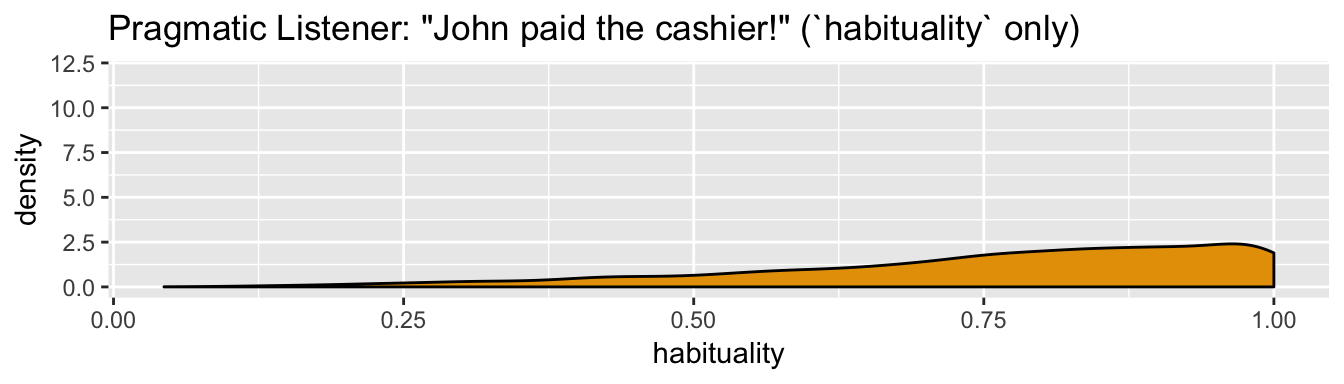 Pragmatic Listener: "John paid the cashier!" (`habituality` only)
12.5
10.0
7.5
5.0
2.5
0.0
density
0.00 0.25 0.50 0.75 1.00
habituality